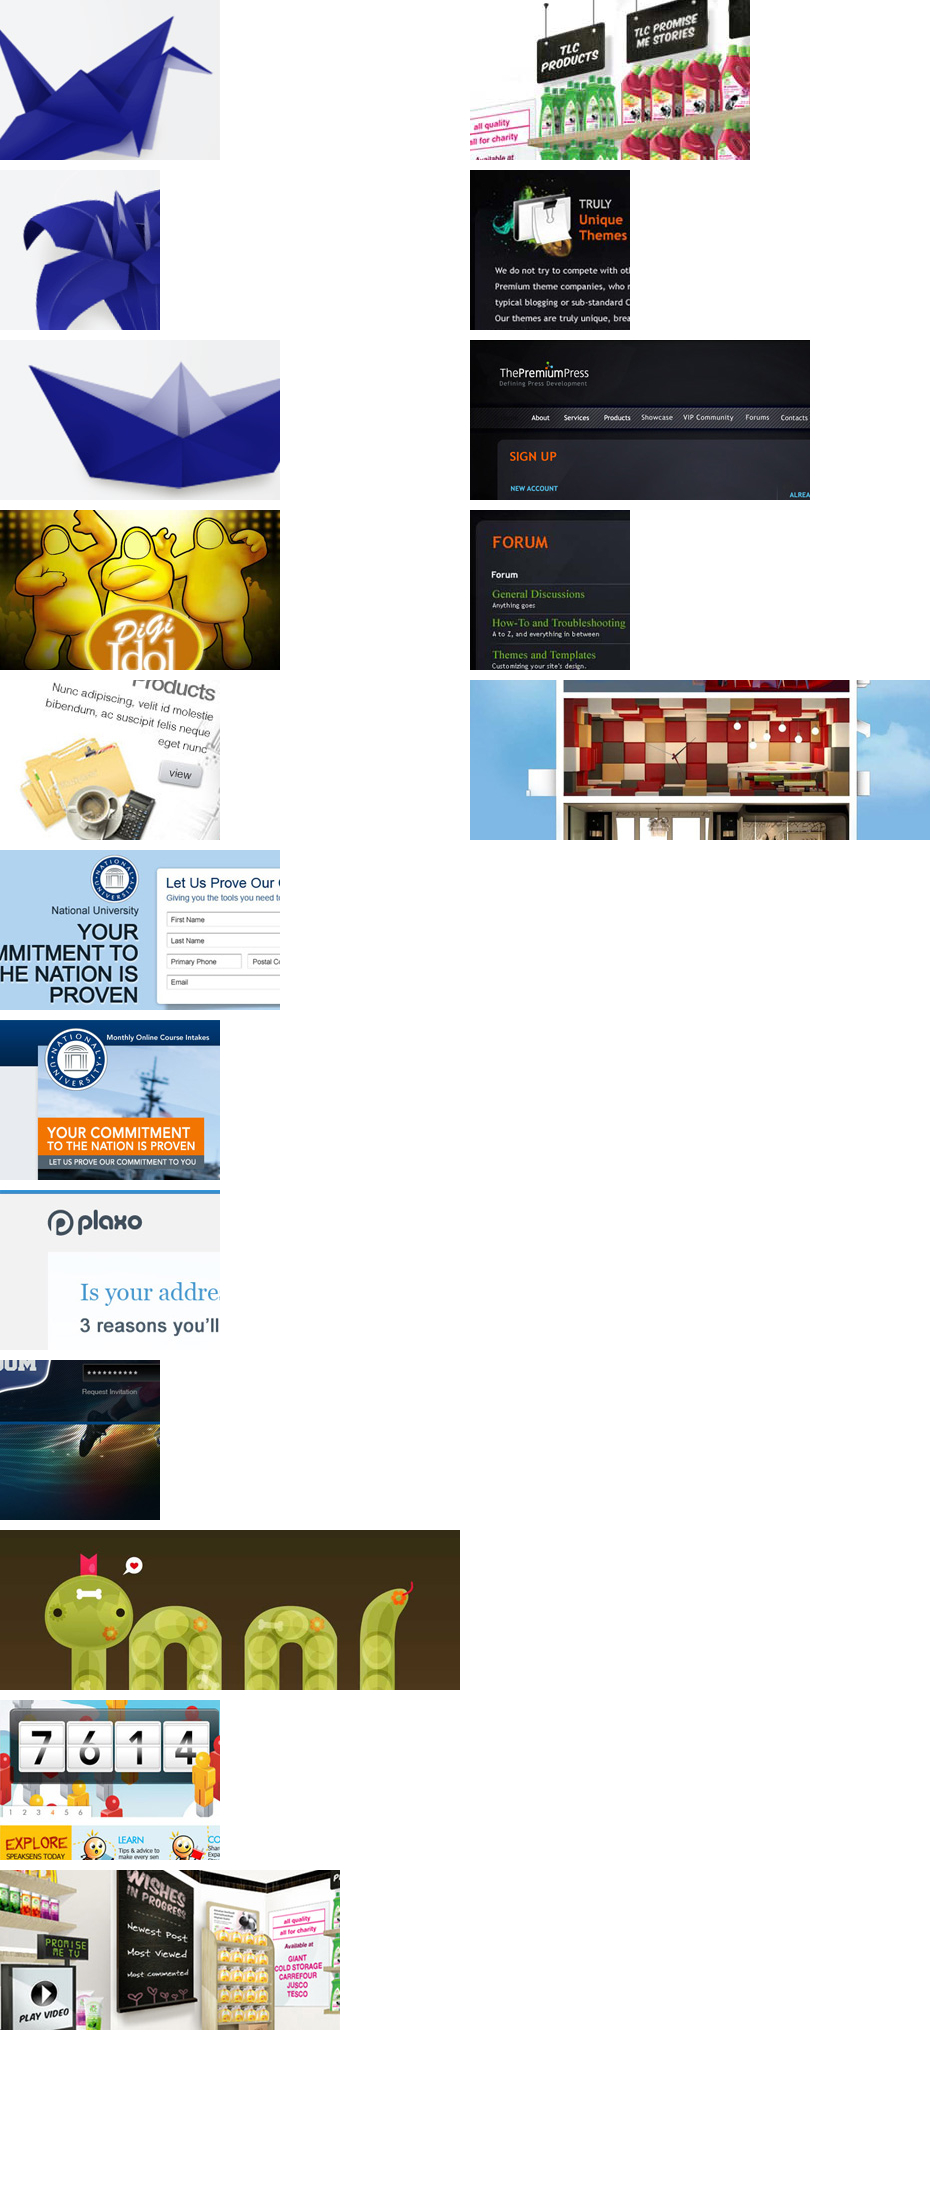 DiGi
Idol
Products
Nunc adipiscing, velit id molestie
bibendum, ac suscipit felis neque
eget nunc
view
NATIONAL UNIVERSITY
National University
YOUR
MMITMENT TO
HE NATION IS
PROVEN
Let Us Prove Our
Giving you the tools you need to
First Name
Last Name
Primary Phone
Postal Co
Email
NATIONAL UNIVERSITY
Monthly Online Course Intakes
YOUR COMMITMENT
TO THE NATION IS PROVEN
LET US PROVE OUR COMMITMENT TO YOU
plaxo
Is your addre
3 reasons you'll
OOM
**********
Request Invitation
7614
1 2 3 4 5 6
EXPLORE
SPEAKSENS TODAY
LEARN
Tips & advice to
make every sen
CO
Shar
Expa
WISHES
IN PROGRESS
Newest Post
Most Viewed
Most commented
PROMISE
ME TV
PLAY VIDEO
all quality
all for charity
Available at
GIANT
COLD STORAGE
CARREFOUR
JUSCO
TESCO
TLC
PRODUCTS
TLC PROMISE
ME STORIES
all quality
all for charity
Available at
TRULY
Unique
Themes
We do not try to compete with oth
Premium theme companies, who
typical blogging or sub-standard C
Our themes are truly unique, brea
ThePremiumPress
Defining Press Development
About Services Products Showcase VIP Community Forums Contacts
SIGN UP
NEW ACCOUNT
ALREA
FORUM
Forum
General Discussions
Anything goes
How-To and Troubleshooting
A to Z, and everything in between
Themes and Templates
Customizing your site's design.